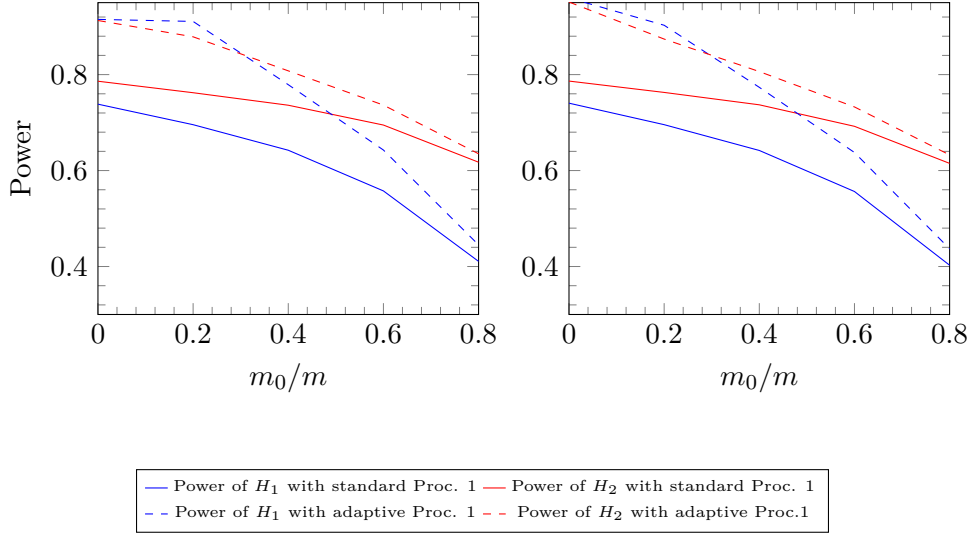 0.8
0.6
0.4
Power
0 0.2 0.4 0.6 0.8
m₀/m
0.8
0.6
0.4
0 0.2 0.4 0.6 0.8
m₀/m
Power of H₁ with standard Proc. 1 Power of H₂ with standard Proc. 1
Power of H₁ with adaptive Proc. 1 Power of H₂ with adaptive Proc.1